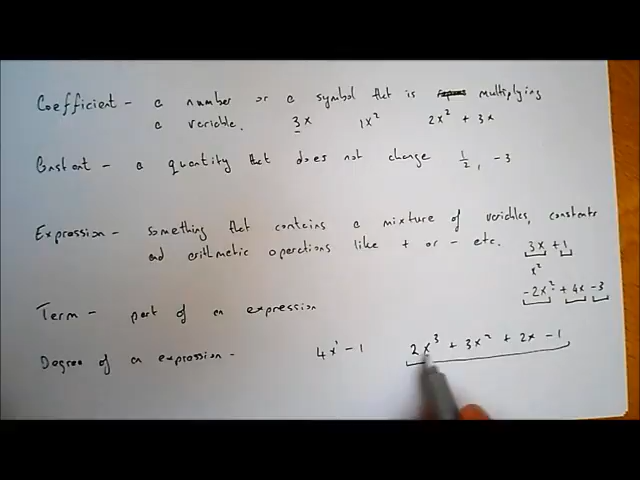 Coefficient - a number or a symbol that is multiplying
a variable. 3x 1x² 2x² + 3x
Constant - a quantity that does not change 1/2, -3
Expression - something that contains a mixture of variables, constants
and arithmetic operations like + or - etc. 3x + 1
x²
-2x² + 4x - 3
Term - part of an expression
Degree of an expression - 4x¹ - 1 2x³ + 3x² + 2x - 1